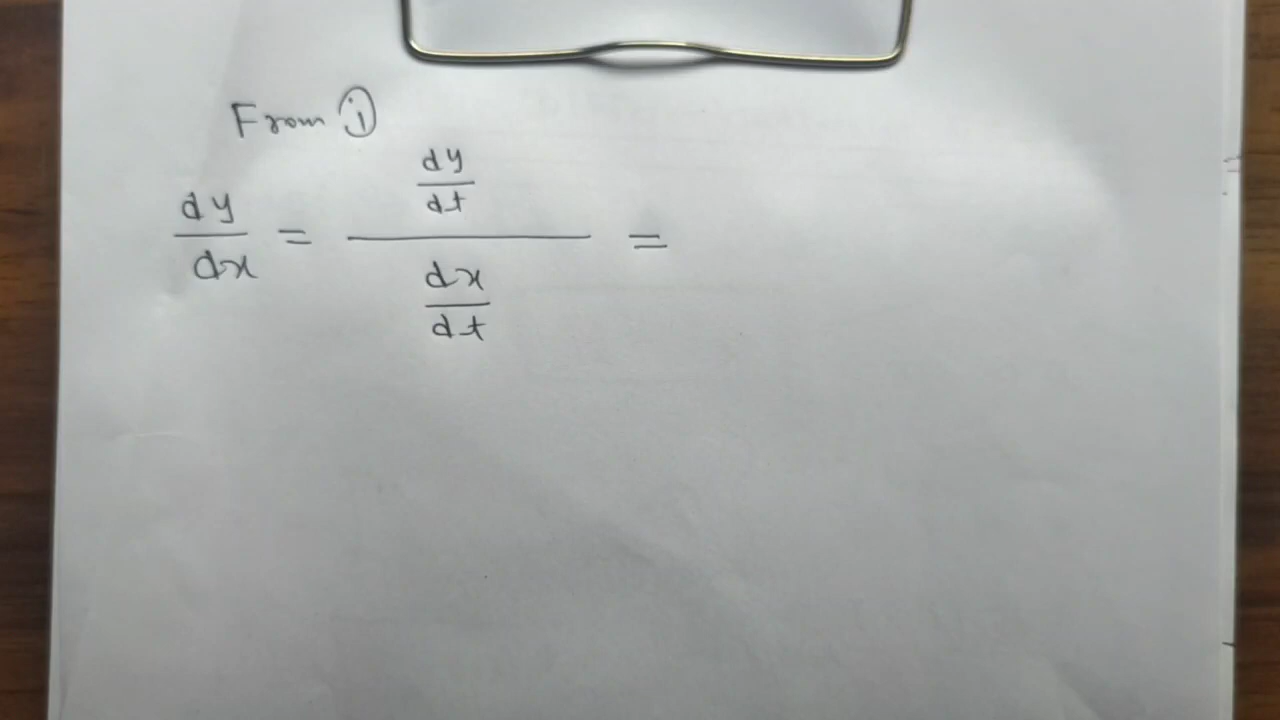 From (i)
dy/dx = (dy/dt)/(dx/dt) =